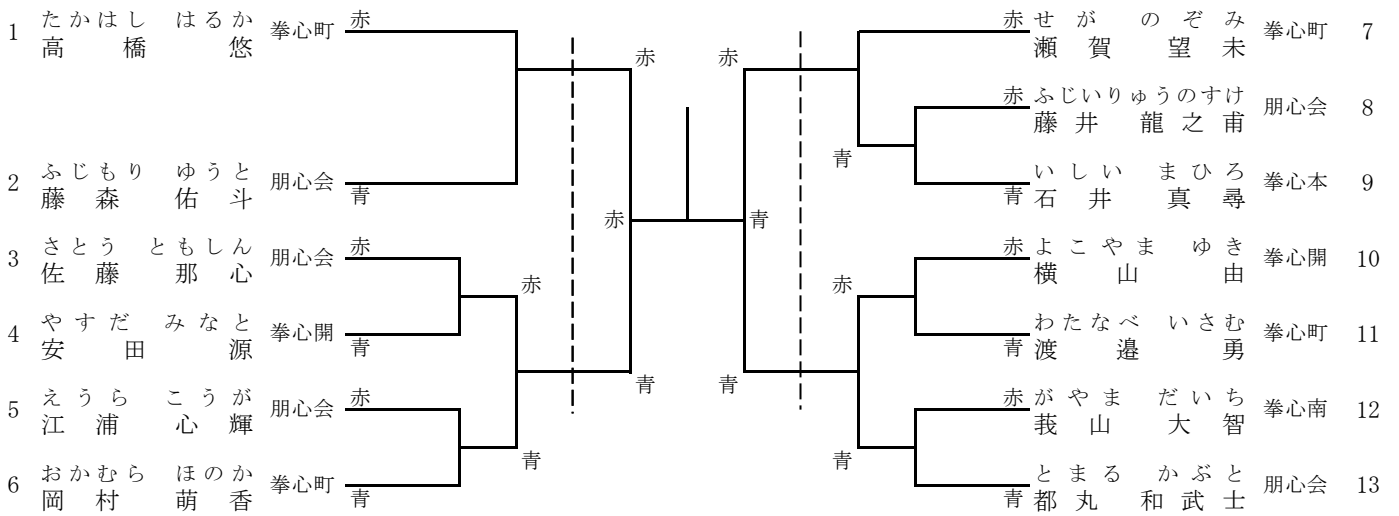 1 たかはし はるか 拳心町 赤
高橋 悠
2 ふじもり ゆうと 朋心会 青
藤森 佑斗
3 さとう ともしん 朋心会 赤
佐藤 那心
4 やすだ みなと 拳心開 青
安田 源
5 えうら こうが 朋心会 赤
江浦 心輝
6 おかむら ほのか 拳心町 青
岡村 萌香
赤
青
赤
青
赤
青
赤
青
赤
青
赤
青
赤 せが のぞみ 拳心町 7
瀬賀 望未
赤 ふじいりゅうのすけ 朋心会 8
藤井 龍之甫
青 いしい まひろ 拳心本 9
石井 真尋
赤 よこやま ゆき 拳心開 10
横山 由
青 わたなべ いさむ 拳心町 11
渡邉 勇
赤 がやま だいち 拳心南 12
莪山 大智
青 とまる かぶと 朋心会 13
都丸 和武士